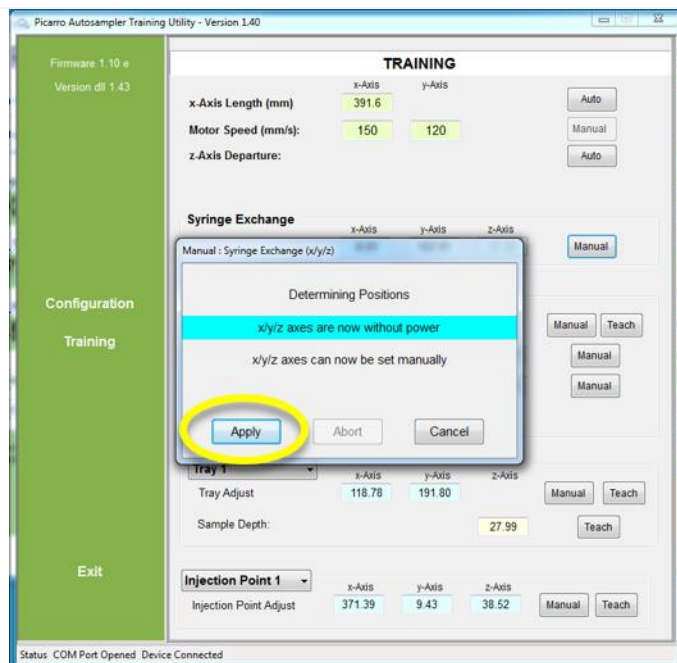 Picarro Autosampler Training Utility - Version 1.40
Firmware 1.10 e
Version dll 1.43
TRAINING
x-Axis y-Axis
x-Axis Length (mm) 391.6 Auto
Motor Speed (mm/s): 150 120 Manual
z-Axis Departure: Auto
Syringe Exchange
x-Axis y-Axis z-Axis
Manual
Manual : Syringe Exchange (x/y/z)
Determining Positions
x/y/z axes are now without power
x/y/z axes can now be set manually
Apply Abort Cancel
Configuration
Training
Manual Teach
Manual
Manual
Tray 1
x-Axis y-Axis z-Axis
Tray Adjust 118.78 191.80 Manual Teach
Sample Depth: 27.99 Teach
Exit
Injection Point 1
x-Axis y-Axis z-Axis
Injection Point Adjust 371.39 9.43 38.52 Manual Teach
Status COM Port Opened Device Connected